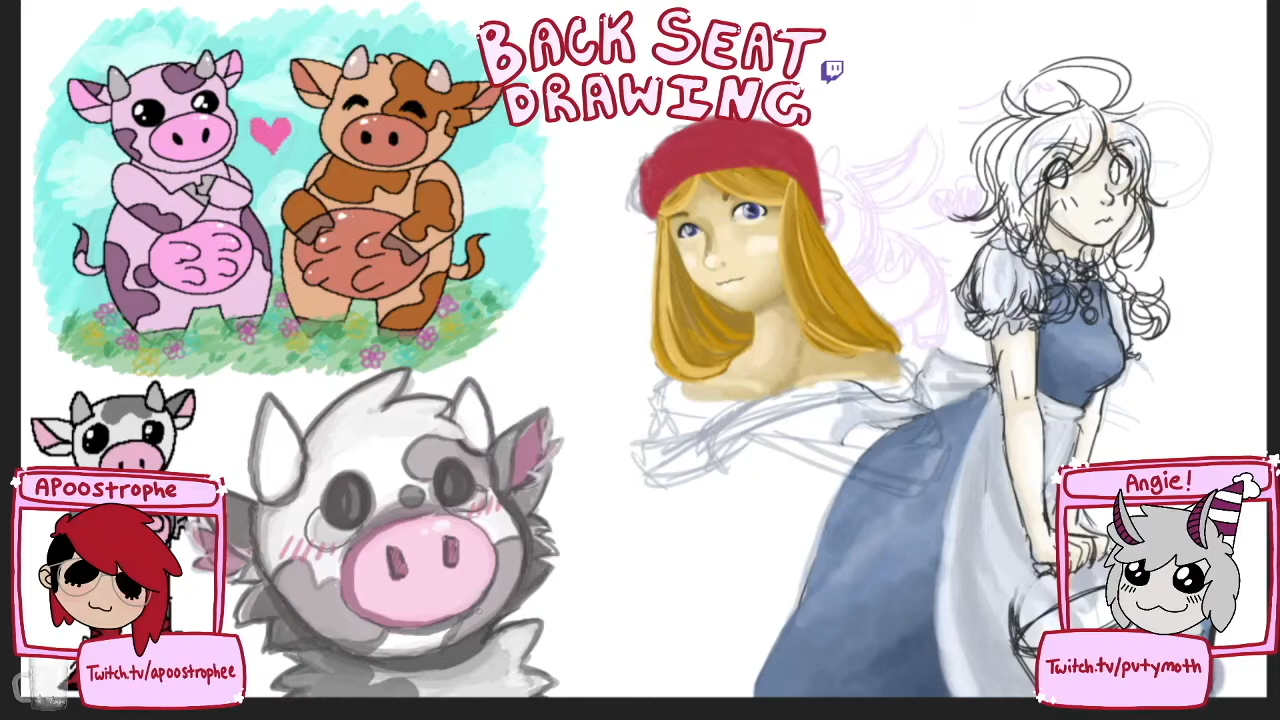 BACK SEAT
DRAWING
APOOstrophe
Twitch.tv/apoostrophee
Angie!
Twitch.tv/putymoth